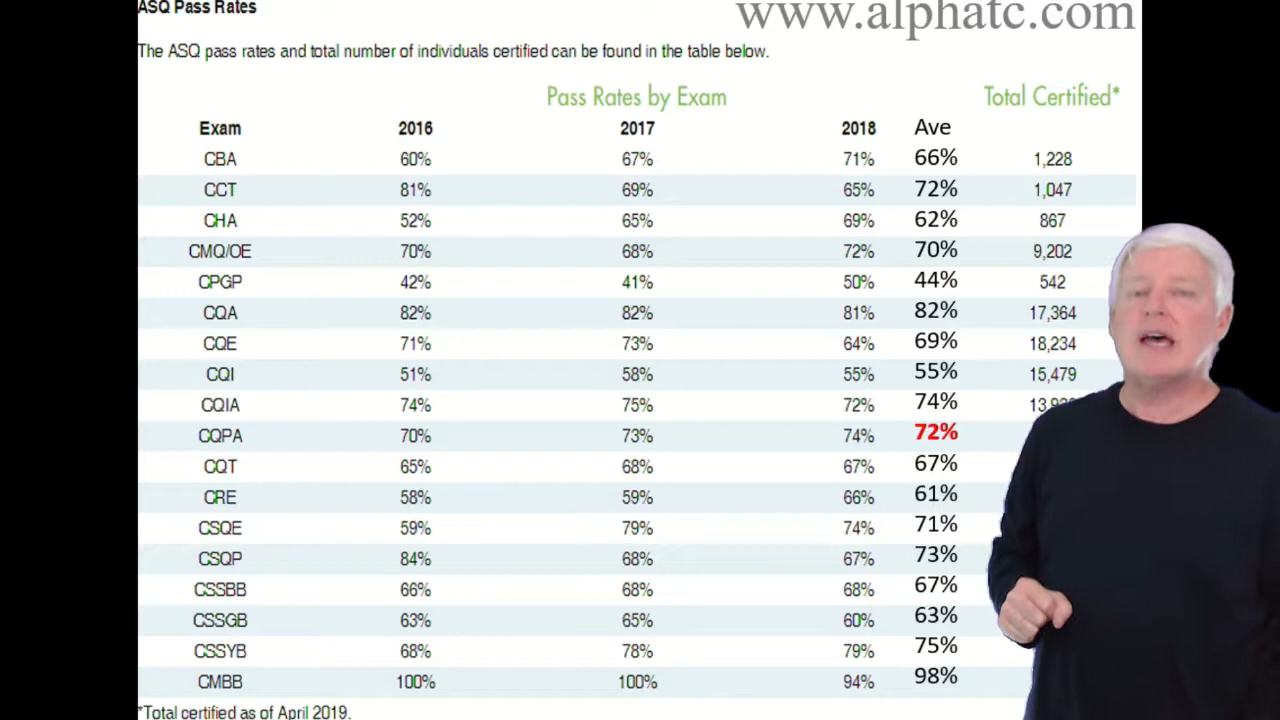 ASQ Pass Rates
www.alphatc.com
The ASQ pass rates and total number of individuals certified can be found in the table below.
Pass Rates by Exam Total Certified*
Exam 2016 2017 2018 Ave
CBA 60% 67% 71% 66% 1,228
CCT 81% 69% 65% 72% 1,047
CHA 52% 65% 69% 62% 867
CMQ/OE 70% 68% 72% 70% 9,202
CPGP 42% 41% 50% 44% 542
CQA 82% 82% 81% 82% 17,364
CQE 71% 73% 64% 69% 18,234
CQI 51% 58% 55% 55% 15,479
CQIA 74% 75% 72% 74%
CQPA 70% 73% 74% 72%
CQT 65% 68% 67% 67%
CRE 58% 59% 66% 61%
CSQE 59% 79% 74% 71%
CSQP 84% 68% 67% 73%
CSSBB 66% 68% 68% 67%
CSSGB 63% 65% 60% 63%
CSSYB 68% 78% 79% 75%
CMBB 100% 100% 94% 98%
*Total certified as of April 2019.